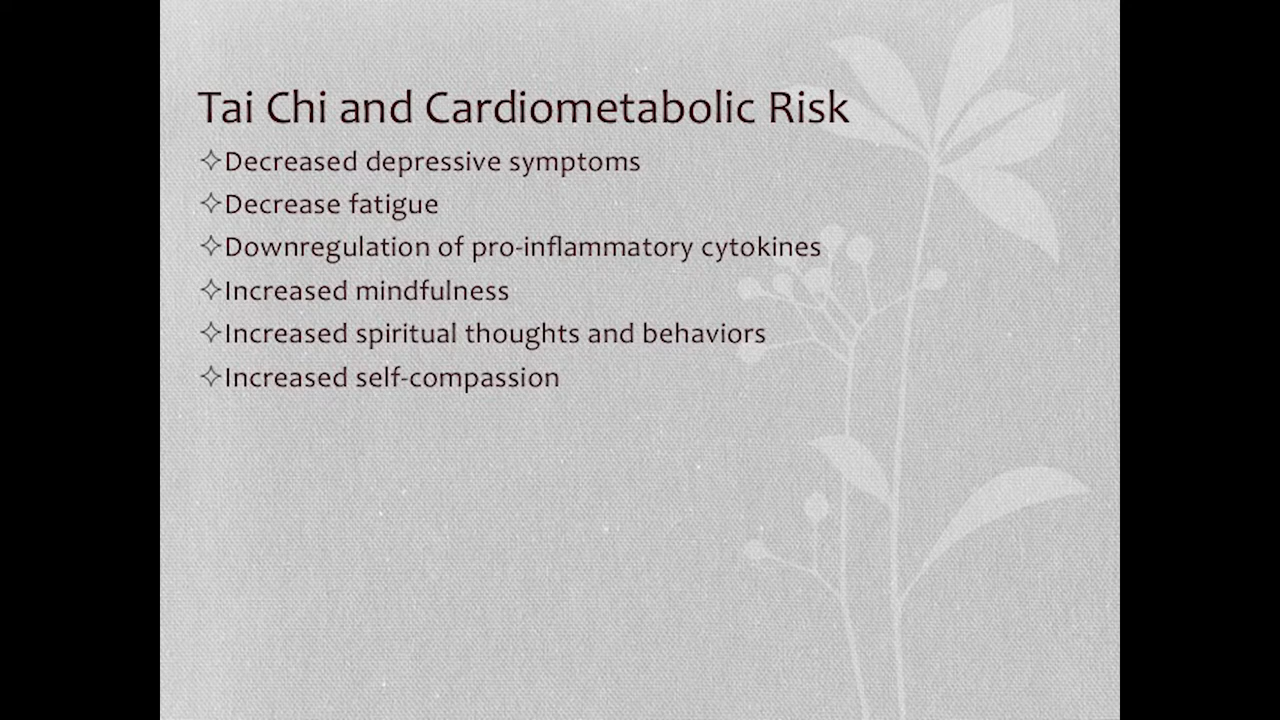 Tai Chi and Cardiometabolic Risk
✧Decreased depressive symptoms
✧Decrease fatigue
✧Downregulation of pro-inflammatory cytokines
✧Increased mindfulness
✧Increased spiritual thoughts and behaviors
✧Increased self-compassion